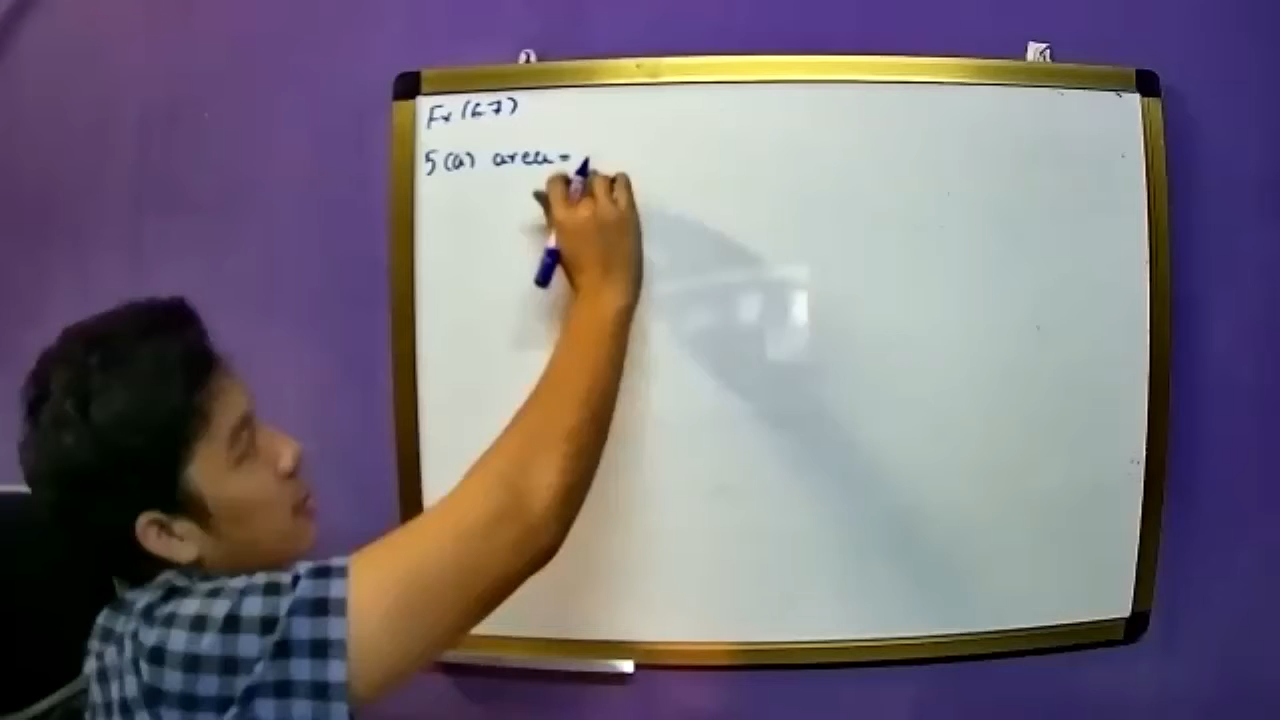 Ex (6.7)
5(a) area =